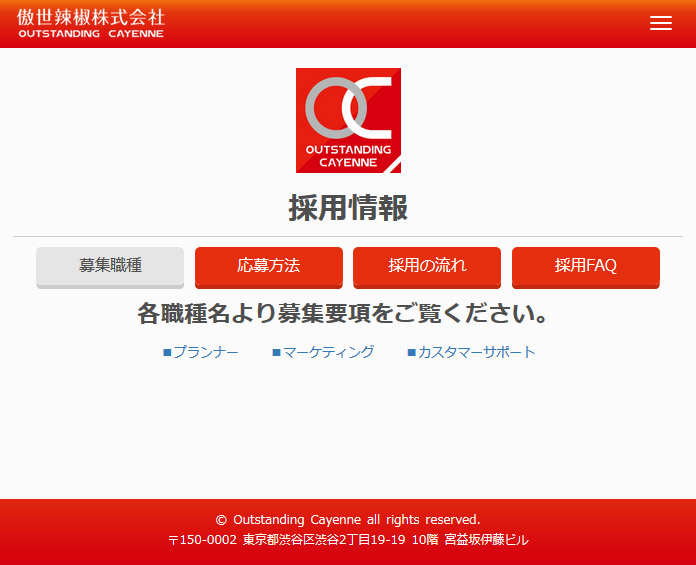 傲世辣椒株式会社
OUTSTANDING CAYENNE
OC
OUTSTANDING
CAYENNE
採用情報
募集職種 応募方法 採用の流れ 採用FAQ
各職種名より募集要項をご覧ください。
■プランナー ■マーケティング ■カスタマーサポート
© Outstanding Cayenne all rights reserved.
〒150-0002 東京都渋谷区渋谷2丁目19-19 10階 宮益坂伊藤ビル